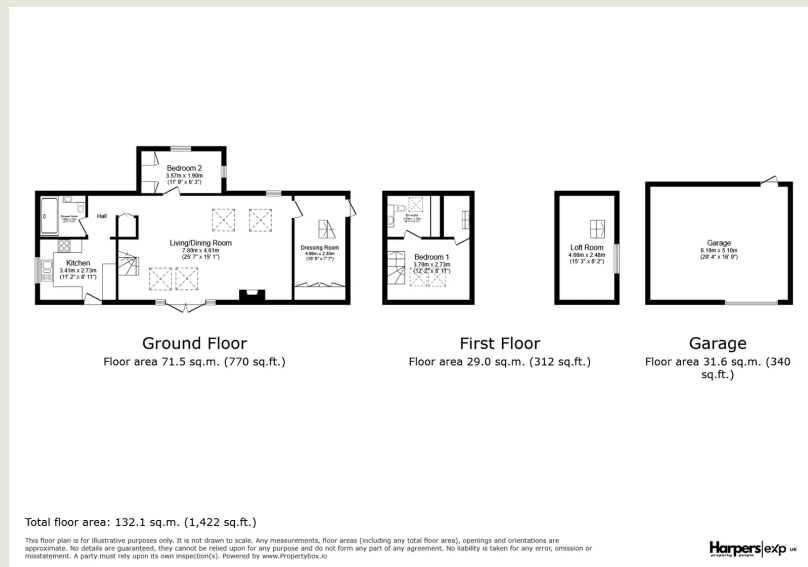 Bedroom 2
3.57m x 1.90m
(11' 9" x 6' 3")
Hall
Living/Dining Room
7.80m x 4.61m
(25' 7" x 15' 1")
Kitchen
3.41m x 2.73m
(11' 2" x 8' 11")
Dressing Room
(15' 9" x 7' 7")
Bedroom 1
3.70m x 2.73m
(12' 2" x 8' 11")
Loft Room
4.66m x 2.48m
(15' 3" x 8' 2")
Garage
6.19m x 5.10m
(20' 4" x 16' 9")
Ground Floor
Floor area 71.5 sq.m. (770 sq.ft.)
First Floor
Floor area 29.0 sq.m. (312 sq.ft.)
Garage
Floor area 31.6 sq.m. (340
sq.ft.)
Total floor area: 132.1 sq.m. (1,422 sq.ft.)
This floor plan is for illustrative purposes only. It is not drawn to scale. Any measurements, floor areas (including any total floor area), openings and orientations are
approximate. No details are guaranteed, they cannot be relied upon for any purpose and do not form any part of any agreement. No liability is taken for any error, omission or
misstatement. A party must rely upon its own inspection(s). Powered by www.Propertybox.io
Harpers exp UK
property people